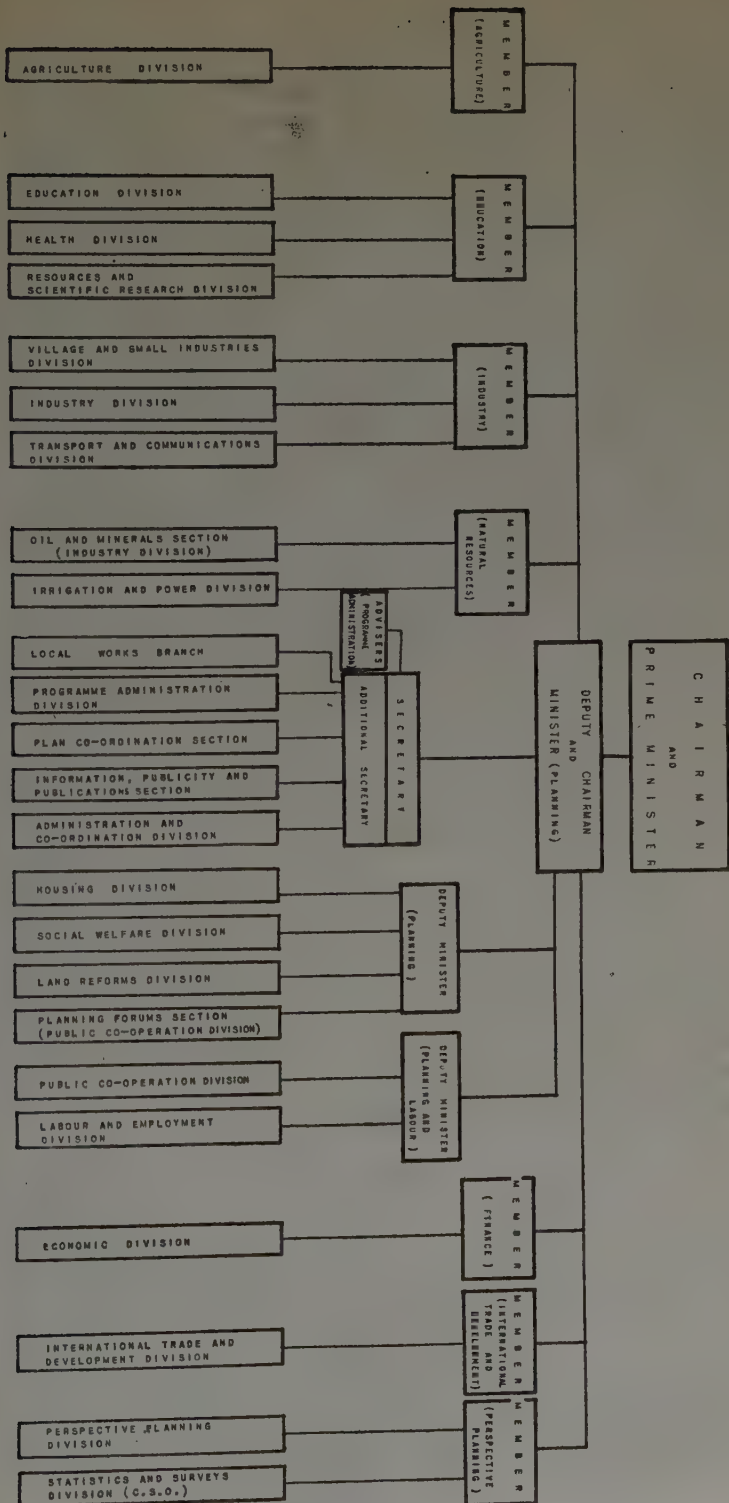 CHAIRMAN
AND
PRIME MINISTER
DEPUTY CHAIRMAN
AND
MINISTER (PLANNING)
MEMBER
(AGRICULTURE)
AGRICULTURE DIVISION
MEMBER
(EDUCATION)
EDUCATION DIVISION
HEALTH DIVISION
RESOURCES AND
SCIENTIFIC RESEARCH DIVISION
MEMBER
(INDUSTRY)
VILLAGE AND SMALL INDUSTRIES
DIVISION
INDUSTRY DIVISION
TRANSPORT AND COMMUNICATIONS
DIVISION
MEMBER
(NATURAL
RESOURCES)
OIL AND MINERALS SECTION
(INDUSTRY DIVISION)
IRRIGATION AND POWER DIVISION
SECRETARY
ADDITIONAL SECRETARY
ADVISERS
(PROGRAMME
ADMINISTRATION)
LOCAL WORKS BRANCH
PROGRAMME ADMINISTRATION
DIVISION
PLAN CO-ORDINATION SECTION
INFORMATION, PUBLICITY AND
PUBLICATIONS SECTION
ADMINISTRATION AND
CO-ORDINATION DIVISION
DEPUTY MINISTER
(PLANNING)
HOUSING DIVISION
SOCIAL WELFARE DIVISION
LAND REFORMS DIVISION
PLANNING FORUMS SECTION
(PUBLIC CO-OPERATION DIVISION)
DEPUTY MINISTER
(PLANNING AND
LABOUR)
PUBLIC CO-OPERATION DIVISION
LABOUR AND EMPLOYMENT
DIVISION
MEMBER
(FINANCE)
ECONOMIC DIVISION
MEMBER
(INTERNATIONAL
TRADE AND
DEVELOPMENT)
INTERNATIONAL TRADE AND
DEVELOPMENT DIVISION
MEMBER
(PERSPECTIVE
PLANNING)
PERSPECTIVE PLANNING
DIVISION
STATISTICS AND SURVEYS
DIVISION (C.S.O.)